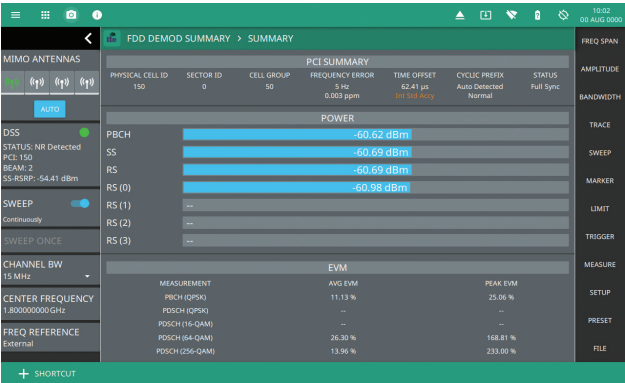 10:02
00 AUG 0000
FDD DEMOD SUMMARY > SUMMARY
FREQ SPAN
AMPLITUDE
BANDWIDTH
TRACE
SWEEP
MARKER
LIMIT
TRIGGER
MEASURE
SETUP
PRESET
FILE
MIMO ANTENNAS
AUTO
DSS
STATUS: NR Detected
PCI: 150
BEAM: 2
SS-RSRP: -54.41 dBm
SWEEP
Continuously
SWEEP ONCE
CHANNEL BW
15 MHz
CENTER FREQUENCY
1.800000000 GHz
FREQ REFERENCE
External
PCI SUMMARY
PHYSICAL CELL ID SECTOR ID CELL GROUP FREQUENCY ERROR TIME OFFSET CYCLIC PREFIX STATUS
150 0 50 5 Hz 62.41 µs Auto Detected Full Sync
0.003 ppm Int Std Accy Normal
POWER
PBCH -60.62 dBm
SS -60.69 dBm
RS -60.69 dBm
RS (0) -60.98 dBm
RS (1) --
RS (2) --
RS (3) --
EVM
MEASUREMENT AVG EVM PEAK EVM
PBCH (QPSK) 11.13 % 25.06 %
PDSCH (QPSK) -- --
PDSCH (16-QAM) -- --
PDSCH (64-QAM) 26.30 % 168.81 %
PDSCH (256-QAM) 13.96 % 233.00 %
+ SHORTCUT